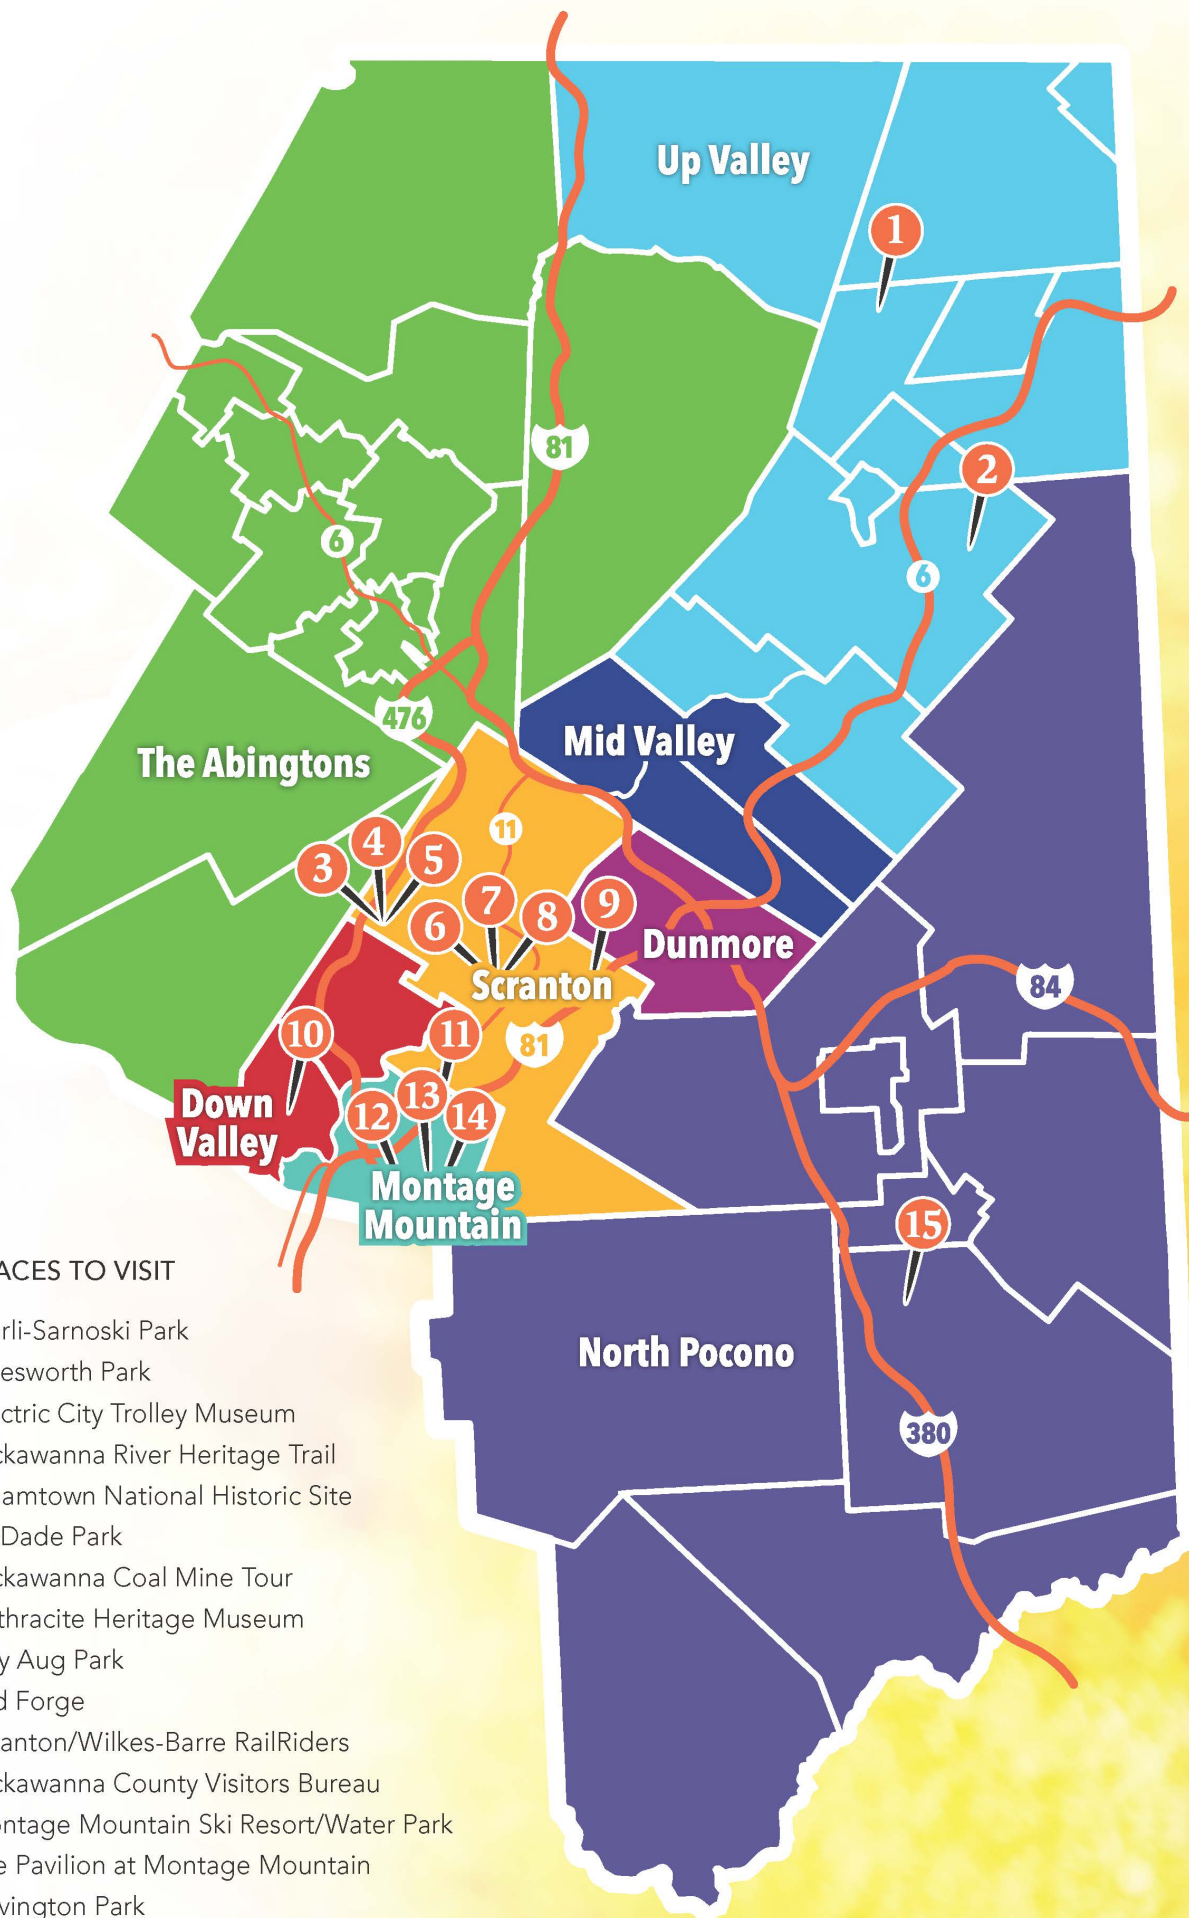 Up Valley
1
81
2
6
6
476
Mid Valley
The Abingtons
11
4
5
3
7
9
8
6
Dunmore
Scranton
84
10
11
81
13
Down
Valley
12
14
Montage
Mountain
15
ACES TO VISIT
rli-Sarnoski Park
esworth Park
North Pocono
ctric City Trolley Museum
380
ckawanna River Heritage Trail
amtown National Historic Site
Dade Park
ckawanna Coal Mine Tour
thracite Heritage Museum
y Aug Park
d Forge
anton/Wilkes-Barre RailRiders
ckawanna County Visitors Bureau
ntage Mountain Ski Resort/Water Park
e Pavilion at Montage Mountain
vington Park